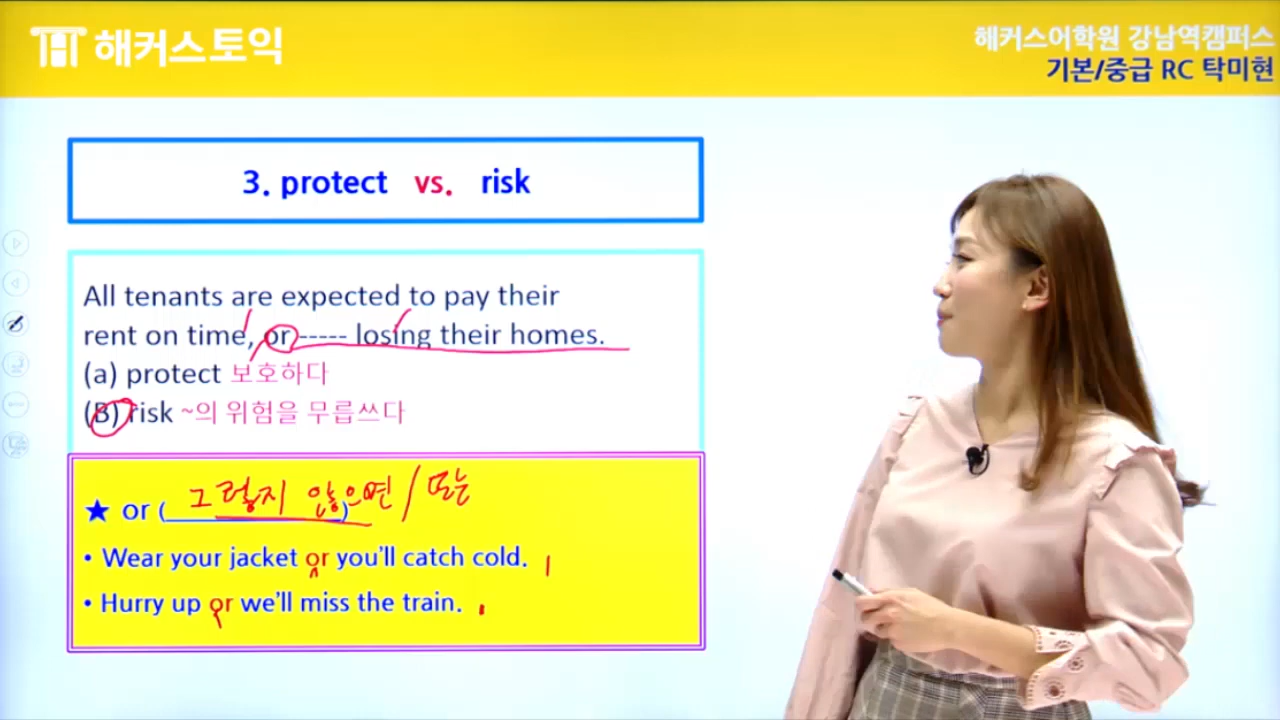 해커스토익
해커스어학원 강남역캠퍼스
기본/중급 RC 탁미현
3. protect vs. risk
All tenants are expected to pay their
rent on time, or ----- losing their homes.
(a) protect 보호하다
(B) risk ~의 위험을 무릅쓰다
★ or (그렇지 않으면) / 또는
• Wear your jacket or you'll catch cold.
• Hurry up or we'll miss the train.